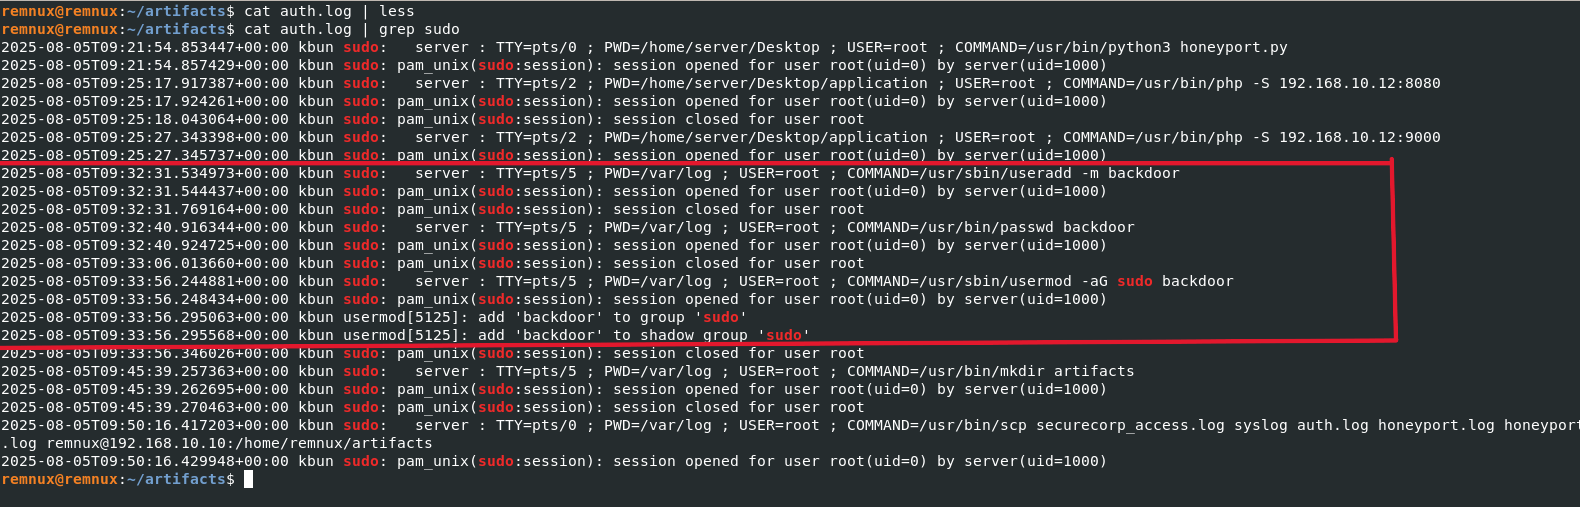 remnux@remnux:~/artifacts$ cat auth.log | less
remnux@remnux:~/artifacts$ cat auth.log | grep sudo
2025-08-05T09:21:54.853447+00:00 kbun sudo:   server : TTY=pts/0 ; PWD=/home/server/Desktop ; USER=root ; COMMAND=/usr/bin/python3 honeyport.py
2025-08-05T09:21:54.857429+00:00 kbun sudo: pam_unix(sudo:session): session opened for user root(uid=0) by server(uid=1000)
2025-08-05T09:25:17.917387+00:00 kbun sudo:   server : TTY=pts/2 ; PWD=/home/server/Desktop/application ; USER=root ; COMMAND=/usr/bin/php -S 192.168.10.12:8080
2025-08-05T09:25:17.924261+00:00 kbun sudo: pam_unix(sudo:session): session opened for user root(uid=0) by server(uid=1000)
2025-08-05T09:25:18.043064+00:00 kbun sudo: pam_unix(sudo:session): session closed for user root
2025-08-05T09:25:27.343398+00:00 kbun sudo:   server : TTY=pts/2 ; PWD=/home/server/Desktop/application ; USER=root ; COMMAND=/usr/bin/php -S 192.168.10.12:9000
2025-08-05T09:25:27.345737+00:00 kbun sudo: pam_unix(sudo:session): session opened for user root(uid=0) by server(uid=1000)
2025-08-05T09:32:31.534973+00:00 kbun sudo:   server : TTY=pts/5 ; PWD=/var/log ; USER=root ; COMMAND=/usr/sbin/useradd -m backdoor
2025-08-05T09:32:31.544437+00:00 kbun sudo: pam_unix(sudo:session): session opened for user root(uid=0) by server(uid=1000)
2025-08-05T09:32:31.769164+00:00 kbun sudo: pam_unix(sudo:session): session closed for user root
2025-08-05T09:32:40.916344+00:00 kbun sudo:   server : TTY=pts/5 ; PWD=/var/log ; USER=root ; COMMAND=/usr/bin/passwd backdoor
2025-08-05T09:32:40.924725+00:00 kbun sudo: pam_unix(sudo:session): session opened for user root(uid=0) by server(uid=1000)
2025-08-05T09:33:06.013660+00:00 kbun sudo: pam_unix(sudo:session): session closed for user root
2025-08-05T09:33:56.244881+00:00 kbun sudo:   server : TTY=pts/5 ; PWD=/var/log ; USER=root ; COMMAND=/usr/sbin/usermod -aG sudo backdoor
2025-08-05T09:33:56.248434+00:00 kbun sudo: pam_unix(sudo:session): session opened for user root(uid=0) by server(uid=1000)
2025-08-05T09:33:56.295063+00:00 kbun usermod[5125]: add 'backdoor' to group 'sudo'
2025-08-05T09:33:56.295568+00:00 kbun usermod[5125]: add 'backdoor' to shadow group 'sudo'
2025-08-05T09:33:56.346026+00:00 kbun sudo: pam_unix(sudo:session): session closed for user root
2025-08-05T09:45:39.257363+00:00 kbun sudo:   server : TTY=pts/5 ; PWD=/var/log ; USER=root ; COMMAND=/usr/bin/mkdir artifacts
2025-08-05T09:45:39.262695+00:00 kbun sudo: pam_unix(sudo:session): session opened for user root(uid=0) by server(uid=1000)
2025-08-05T09:45:39.270463+00:00 kbun sudo: pam_unix(sudo:session): session closed for user root
2025-08-05T09:50:16.417203+00:00 kbun sudo:   server : TTY=pts/0 ; PWD=/var/log ; USER=root ; COMMAND=/usr/bin/scp securecorp_access.log syslog auth.log honeyport.log honeyport
.log remnux@192.168.10.10:/home/remnux/artifacts
2025-08-05T09:50:16.429948+00:00 kbun sudo: pam_unix(sudo:session): session opened for user root(uid=0) by server(uid=1000)
remnux@remnux:~/artifacts$